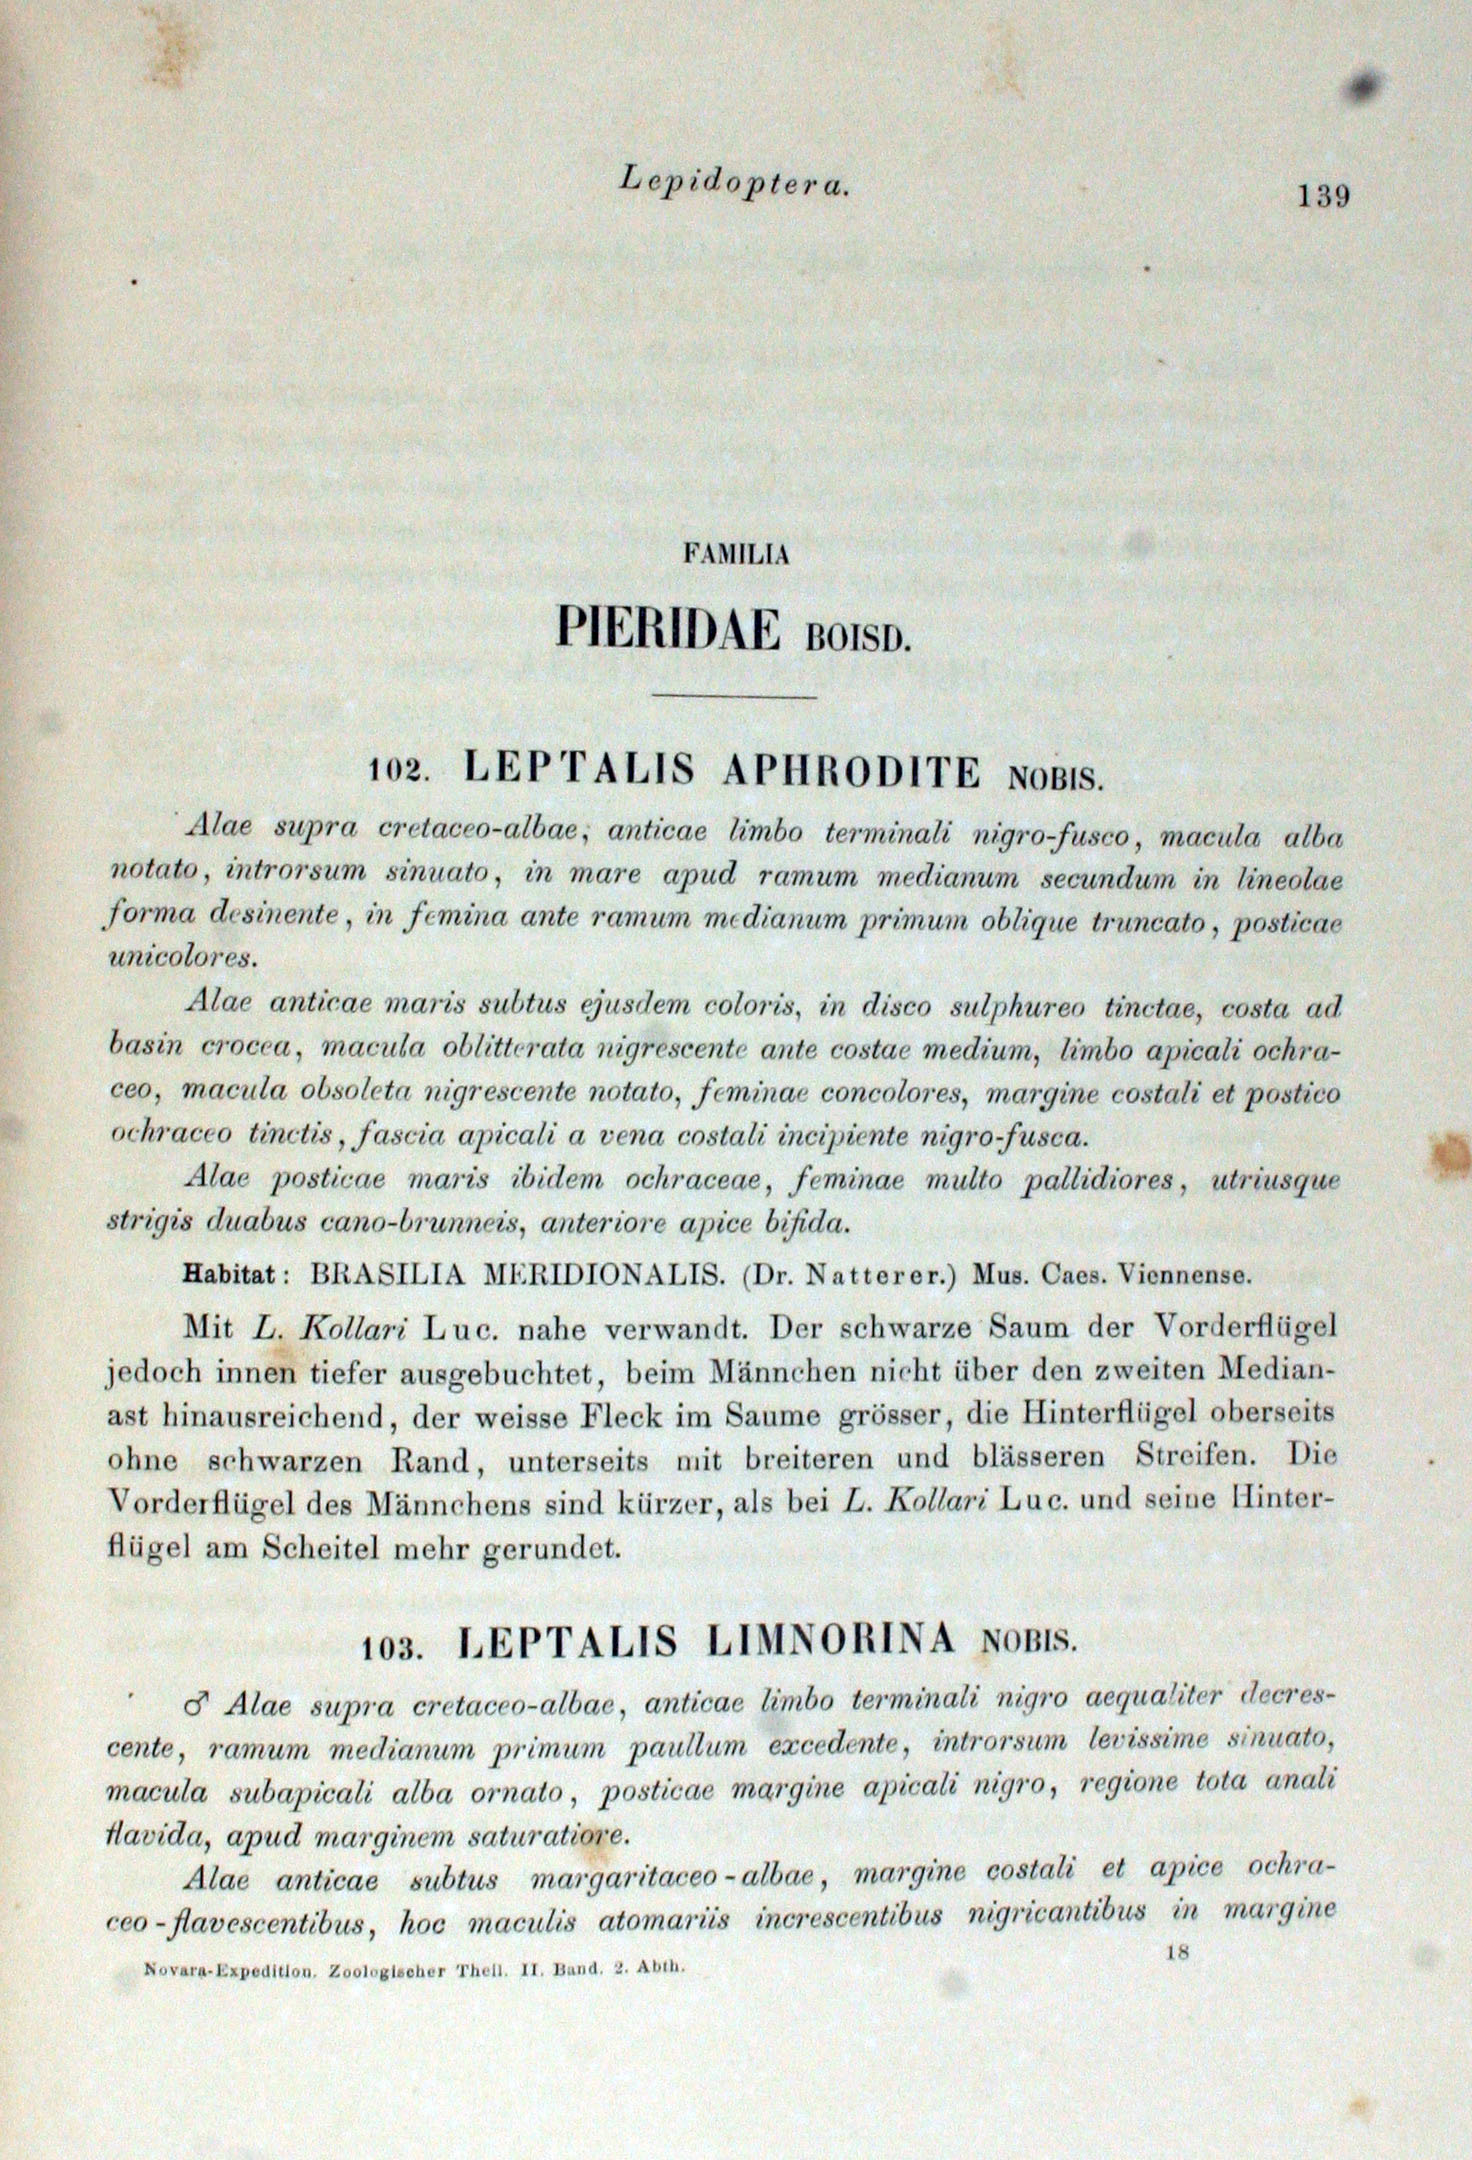 Lepidoptera.
139
FAMILIA
PIERIDAE BOISD.
102. LEPTALIS APHRODITE NOBIS.
Alae supra cretaceo-albae, anticae limbo terminali nigro-fusco, macula alba
notato, introrsum sinuato, in mare apud ramum medianum secundum in lineolae
forma desinente, in femina ante ramum medianum primum oblique truncato, posticae
unicolores.
Alae anticae maris subtus ejusdem coloris, in disco sulphureo tinctae, costa ad
basin crocea, macula oblitterata nigrescente ante costae medium, limbo apicali ochra-
ceo, macula obsoleta nigrescente notato, feminae concolores, margine costali et postico
ochraceo tinctis, fascia apicali a vena costali incipiente nigro-fusca.
Alae posticae maris ibidem ochraceae, feminae multo pallidiores, utriusque
strigis duabus cano-brunneis, anteriore apice bifida.
Habitat: BRASILIA MERIDIONALIS. (Dr. Natterer.) Mus. Caes. Viennense.
Mit L. Kollari Luc. nahe verwandt. Der schwarze Saum der Vorderflügel
jedoch innen tiefer ausgebuchtet, beim Männchen nicht über den zweiten Median-
ast hinausreichend, der weisse Fleck im Saume grösser, die Hinterflügel oberseits
ohne schwarzen Rand, unterseits mit breiteren und blässeren Streifen. Die
Vorderflügel des Männchens sind kürzer, als bei L. Kollari Luc. und seine Hinter-
flügel am Scheitel mehr gerundet.
103. LEPTALIS LIMNORINA NOBIS.
♂ Alae supra cretaceo-albae, anticae limbo terminali nigro aequaliter decres-
cente, ramum medianum primum paullum excedente, introrsum levissime sinuato,
macula subapicali alba ornato, posticae margine apicali nigro, regione tota anali
flavida, apud marginem saturatiore.
Alae anticae subtus margaritaceo-albae, margine costali et apice ochra-
ceo-flavescentibus, hoc maculis atomariis increscentibus nigricantibus in margine
Novara-Expedition. Zoologischer Theil. II. Band. 2. Abth.
18